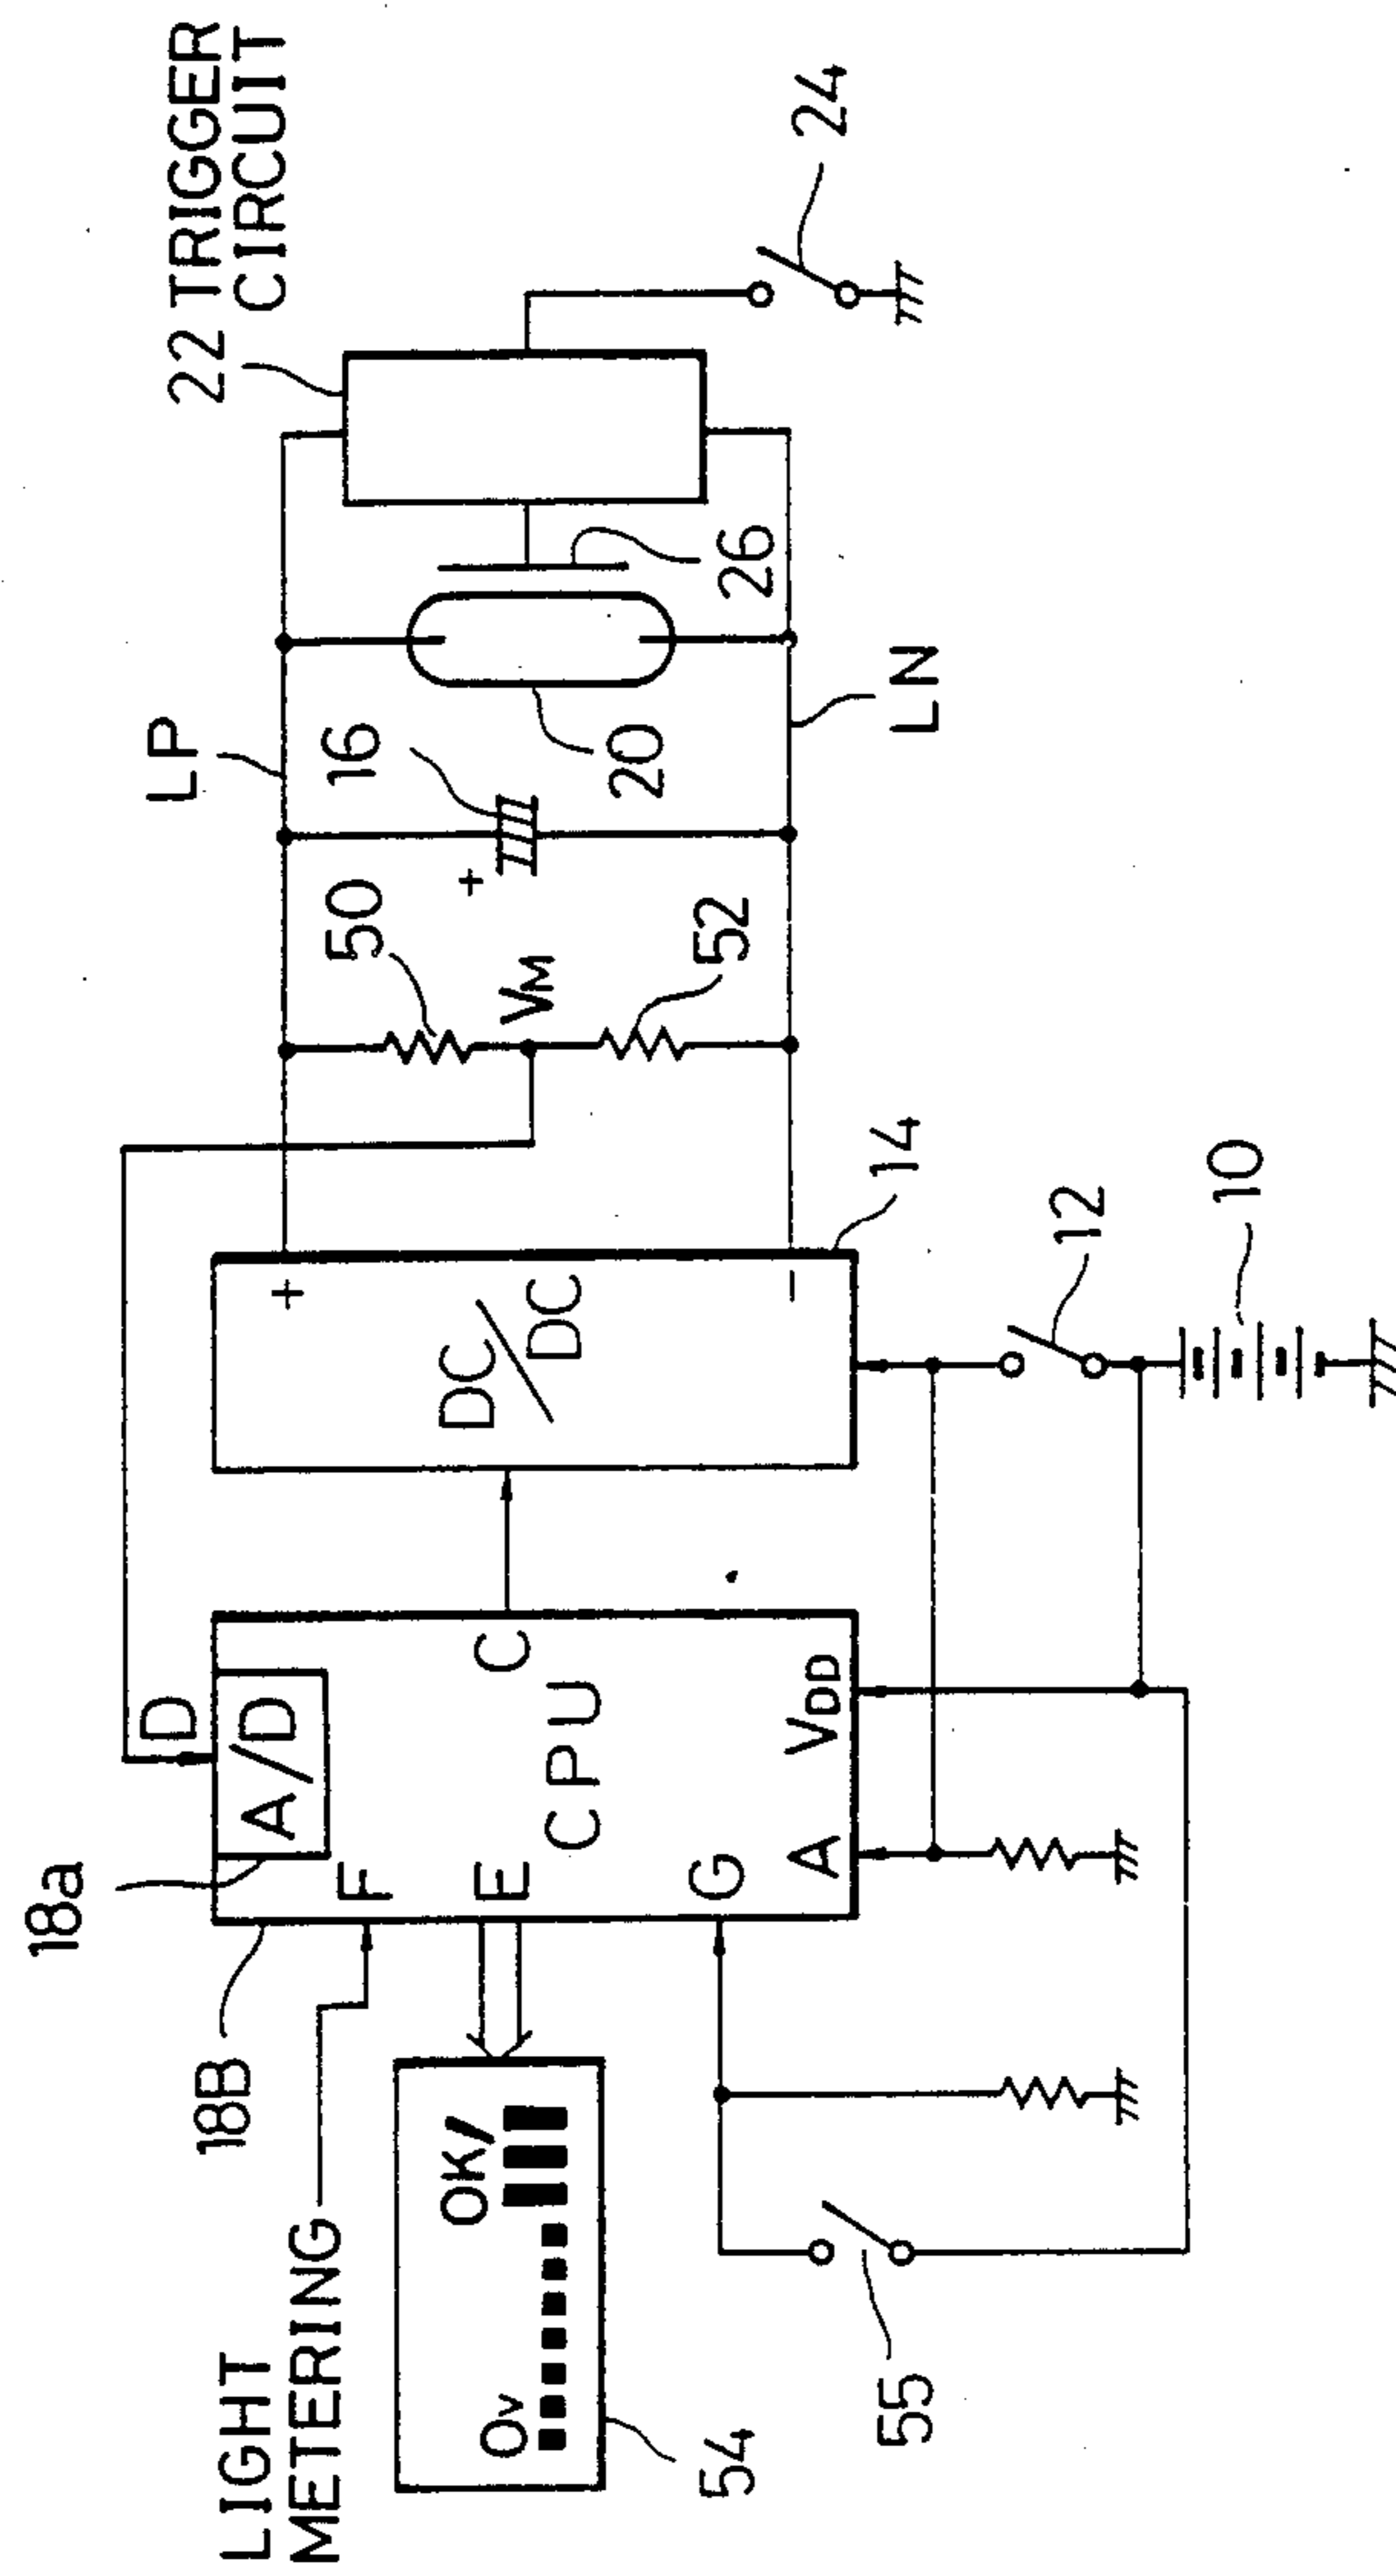 18a
D
LP
22 TRIGGER
CIRCUIT
LIGHT
METERING
18B
A/D
F
+
50
16
24
OK/
0V
E
C
CPU
DC/DC
VM
+
20
26
54
G
A
VDD
−
52
LN
55
14
12
10